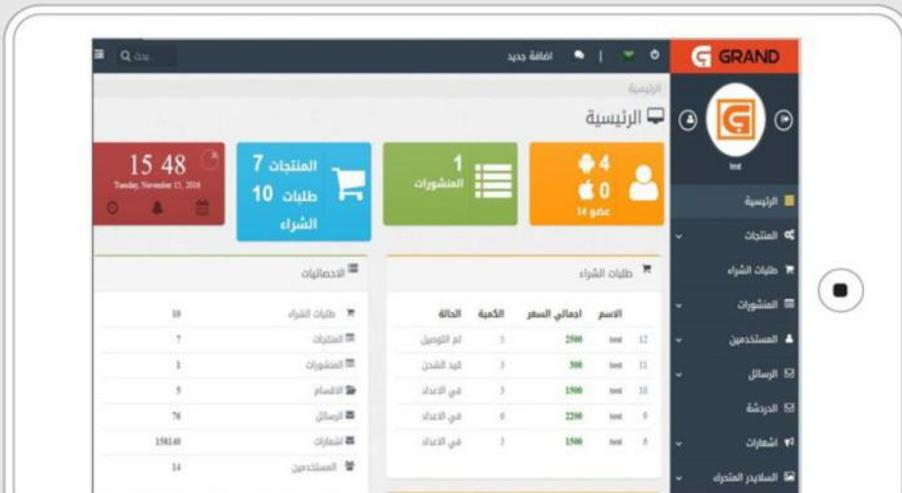 GRAND
اضافة جديد
|
بحث..
test
الرئيسية
الرئيسية
4
0
عضو 14
1
المنشورات
المنتجات 7
طلبات 10
الشراء
15 48
Tuesday, November 15, 2016
الرئيسية
المنتجات
طلبات الشراء
المنشورات
المستخدمين
الرسائل
الدردشة
اشعارات
السلايدر المتحرك
طلبات الشراء
الاسم اجمالي السعر الكمية الحالة
12 test 2500 5 تم التوصيل
11 test 300 3 قيد الشحن
10 test 1500 3 في الاعداد
9 test 2200 6 في الاعداد
8 test 1500 3 في الاعداد
الاحصائيات
طلبات الشراء 10
المنتجات 7
المنشورات 1
الاقسام 5
الرسائل 76
اشعارات 158140
المستخدمين 14